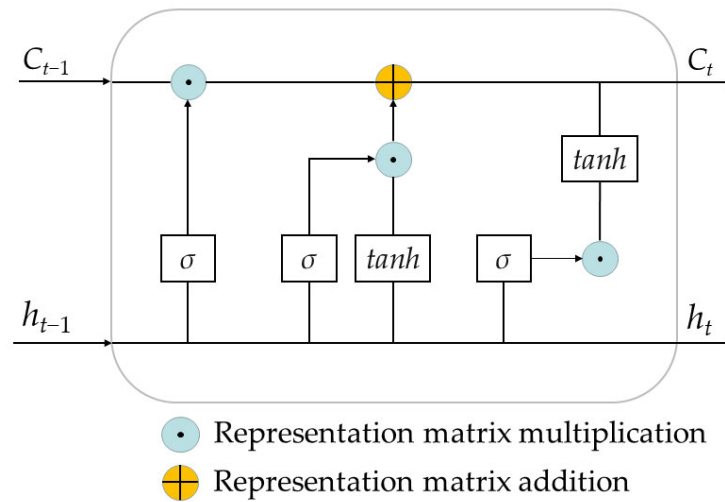 C_{t−1} C_t
tanh
σ σ tanh σ
h_{t−1} h_t
Representation matrix multiplication
Representation matrix addition